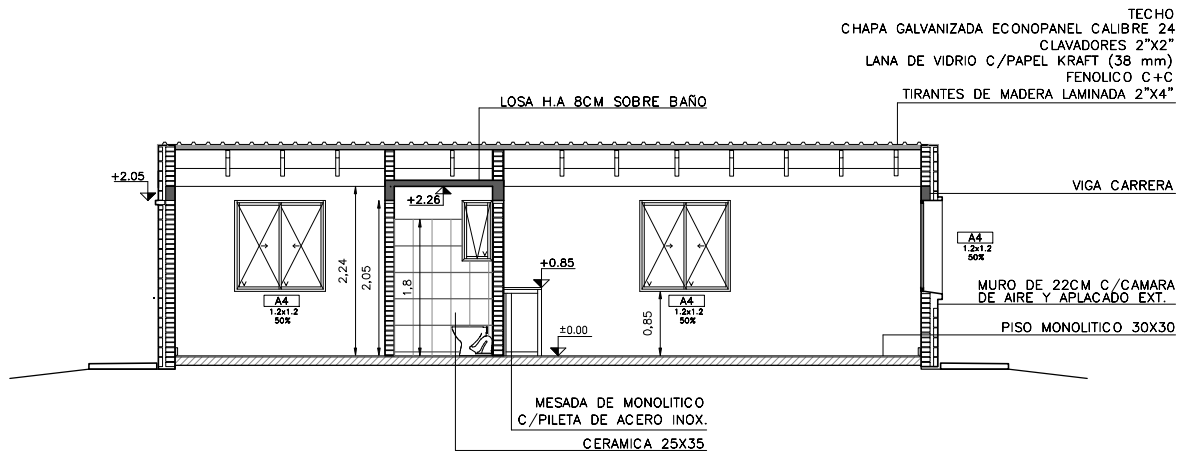 TECHO
CHAPA GALVANIZADA ECONOPANEL CALIBRE 24
CLAVADORES 2"X2"
LANA DE VIDRIO C/PAPEL KRAFT (38 mm)
FENOLICO C+C
TIRANTES DE MADERA LAMINADA 2"X4"
LOSA H.A 8CM SOBRE BAÑO
+2.05
+2.26
VIGA CARRERA
A4
1.2x1.2
50%
+0.85
2,24
2,05
1,8
0,85
±0.00
A4
1.2x1.2
50%
A4
1.2x1.2
50%
MURO DE 22CM C/CAMARA
DE AIRE Y APLACADO EXT.
PISO MONOLITICO 30X30
MESADA DE MONOLITICO
C/PILETA DE ACERO INOX.
CERAMICA 25X35